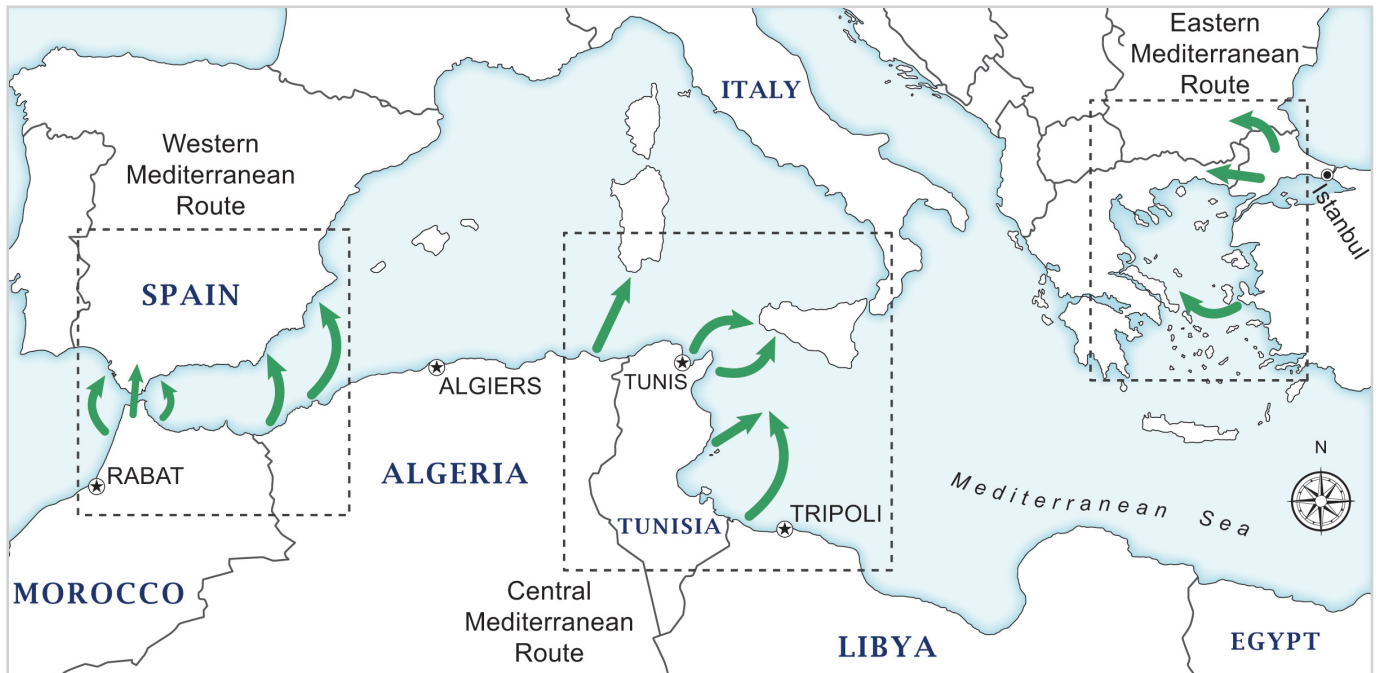 Eastern
Mediterranean
Route
ITALY
Western
Mediterranean
Route
Istanbul
SPAIN
ALGIERS
TUNIS
RABAT
ALGERIA
N
Mediterranean Sea
TRIPOLI
TUNISIA
MOROCCO
Central
Mediterranean
Route
LIBYA
EGYPT